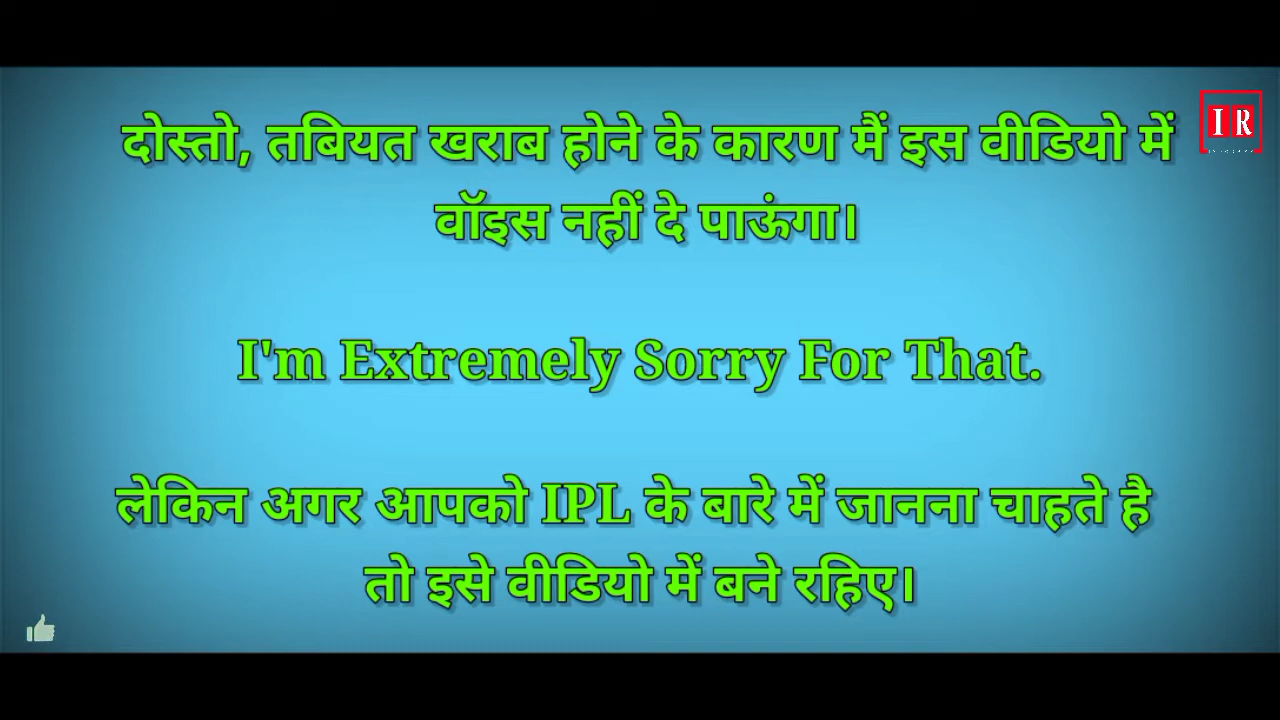 दोस्तो, तबियत खराब होने के कारण मैं इस वीडियो में
वॉइस नहीं दे पाऊंगा।
I'm Extremely Sorry For That.
लेकिन अगर आपको IPL के बारे में जानना चाहते है
तो इसे वीडियो में बने रहिए।
IR